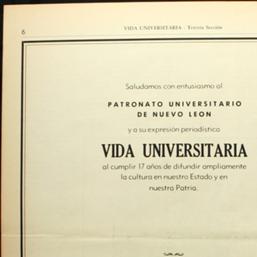 6
VIDA UNIVERSITARIA - Tercera Sección
Saludamos con entusiasmo al
PATRONATO UNIVERSITARIO
DE NUEVO LEON
y a su expresión periodística
VIDA UNIVERSITARIA
al cumplir 17 años de difundir ampliamente
la cultura en nuestro Estado y en
nuestra Patria.